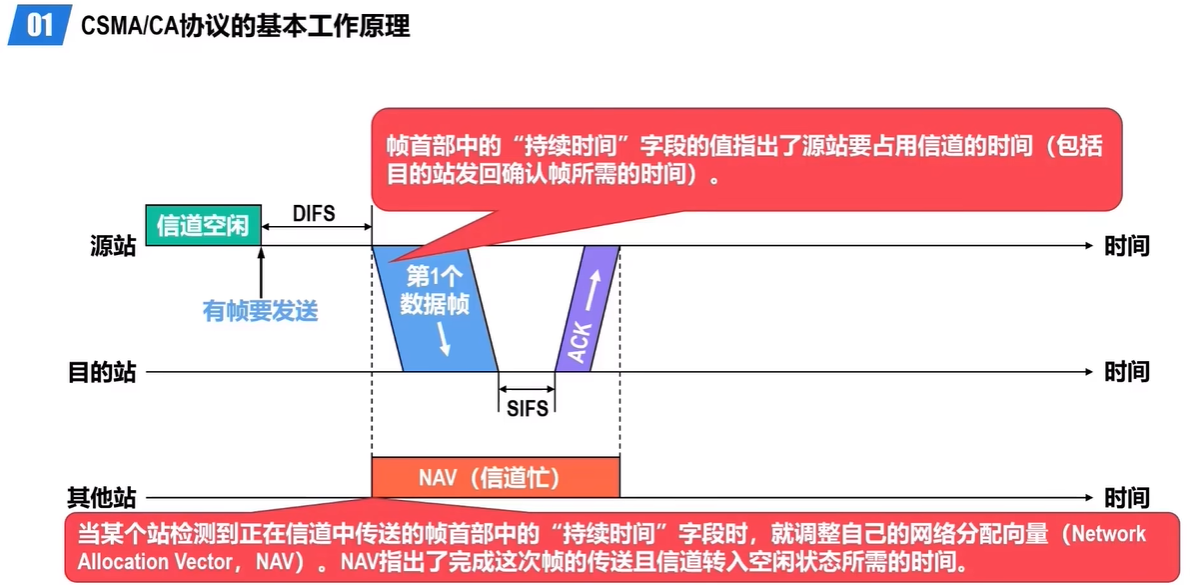 01 CSMA/CA协议的基本工作原理
帧首部中的“持续时间”字段的值指出了源站要占用信道的时间（包括
目的站发回确认帧所需的时间）。
信道空闲
DIFS
源站
时间
有帧要发送
第1个
数据帧
ACK
目的站
时间
SIFS
NAV（信道忙）
其他站
时间
当某个站检测到正在信道中传送的帧首部中的“持续时间”字段时，就调整自己的网络分配向量（Network
Allocation Vector，NAV）。NAV指出了完成这次帧的传送且信道转入空闲状态所需的时间。